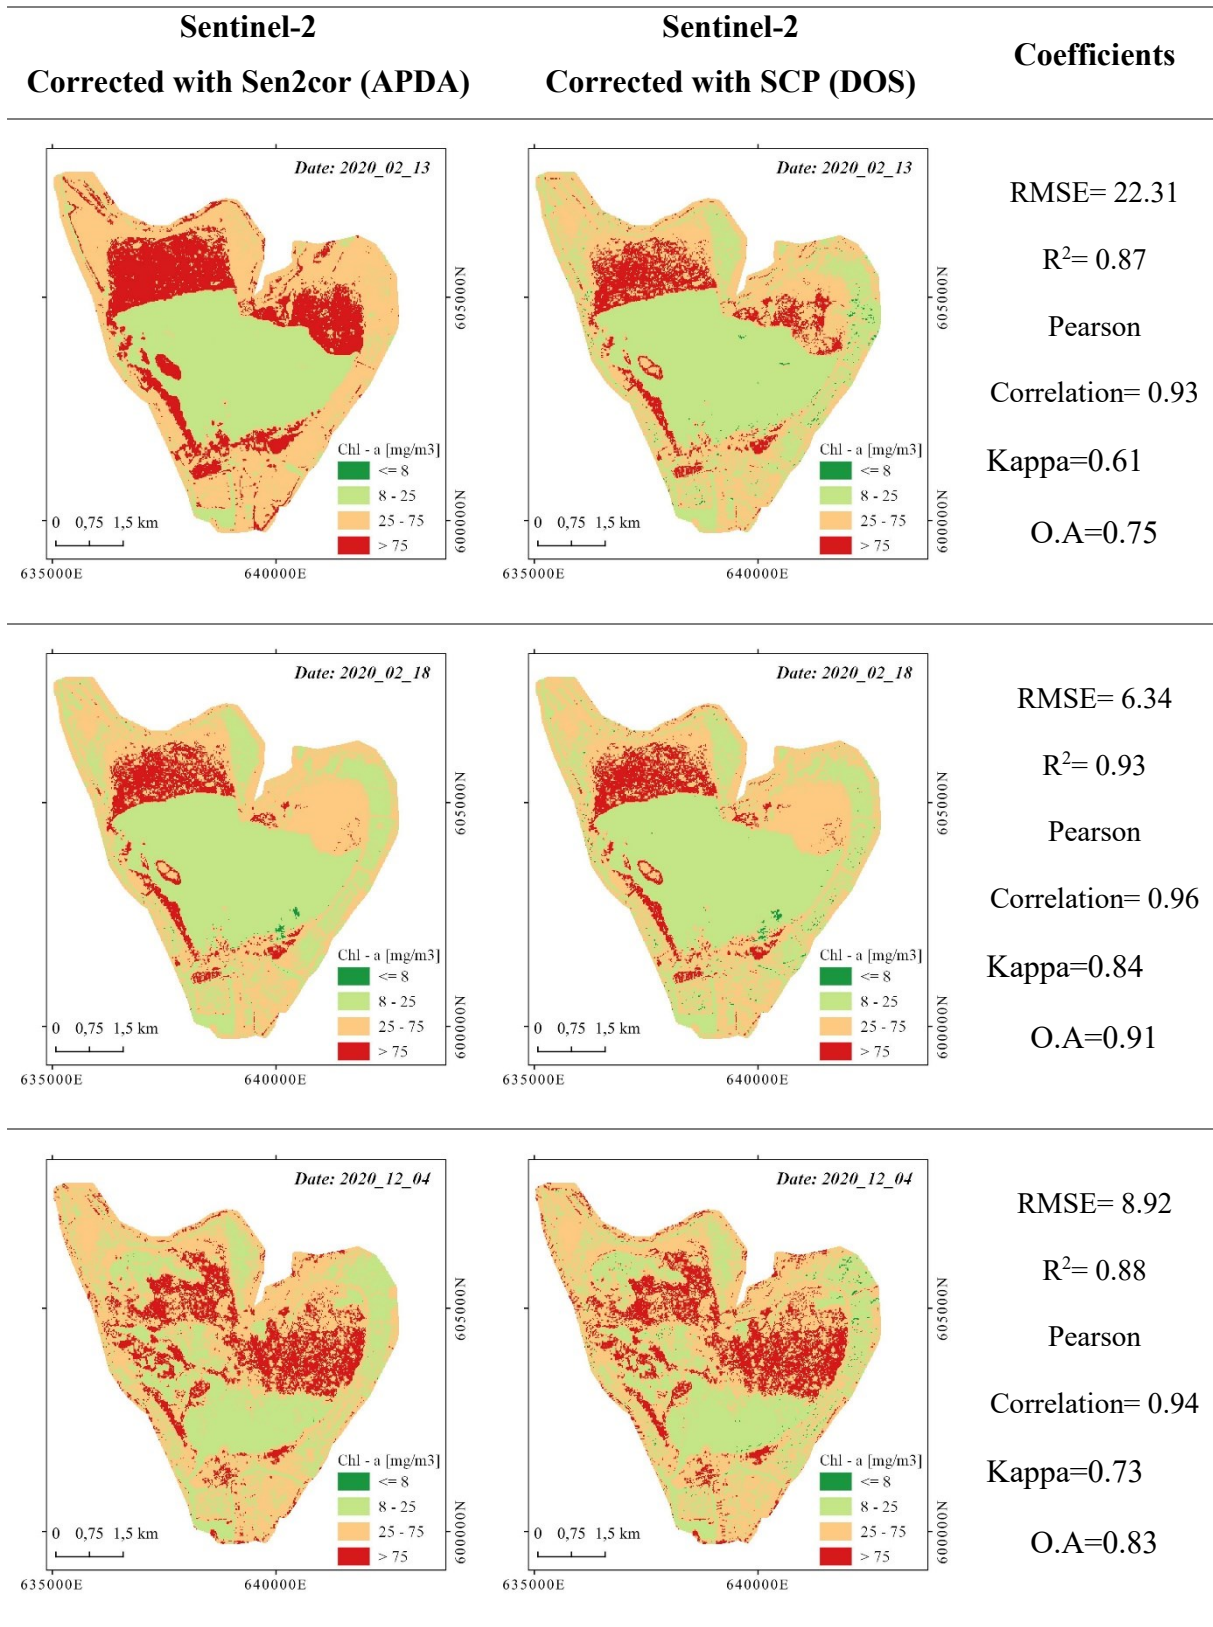 Sentinel-2
Corrected with Sen2cor (APDA)
Sentinel-2
Corrected with SCP (DOS)
Coefficients
Date: 2020_02_13
605000N
600000N
Chl - a [mg/m3]
<= 8
8 - 25
25 - 75
> 75
0 0,75 1,5 km
635000E 640000E
Date: 2020_02_13
605000N
600000N
Chl - a [mg/m3]
<= 8
8 - 25
25 - 75
> 75
0 0,75 1,5 km
635000E 640000E
RMSE= 22.31
R²= 0.87
Pearson
Correlation= 0.93
Kappa=0.61
O.A=0.75
Date: 2020_02_18
605000N
600000N
Chl - a [mg/m3]
<= 8
8 - 25
25 - 75
> 75
0 0,75 1,5 km
635000E 640000E
Date: 2020_02_18
605000N
600000N
Chl - a [mg/m3]
<= 8
8 - 25
25 - 75
> 75
0 0,75 1,5 km
635000E 640000E
RMSE= 6.34
R²= 0.93
Pearson
Correlation= 0.96
Kappa=0.84
O.A=0.91
Date: 2020_12_04
605000N
600000N
Chl - a [mg/m3]
<= 8
8 - 25
25 - 75
> 75
0 0,75 1,5 km
635000E 640000E
Date: 2020_12_04
605000N
600000N
Chl - a [mg/m3]
<= 8
8 - 25
25 - 75
> 75
0 0,75 1,5 km
635000E 640000E
RMSE= 8.92
R²= 0.88
Pearson
Correlation= 0.94
Kappa=0.73
O.A=0.83